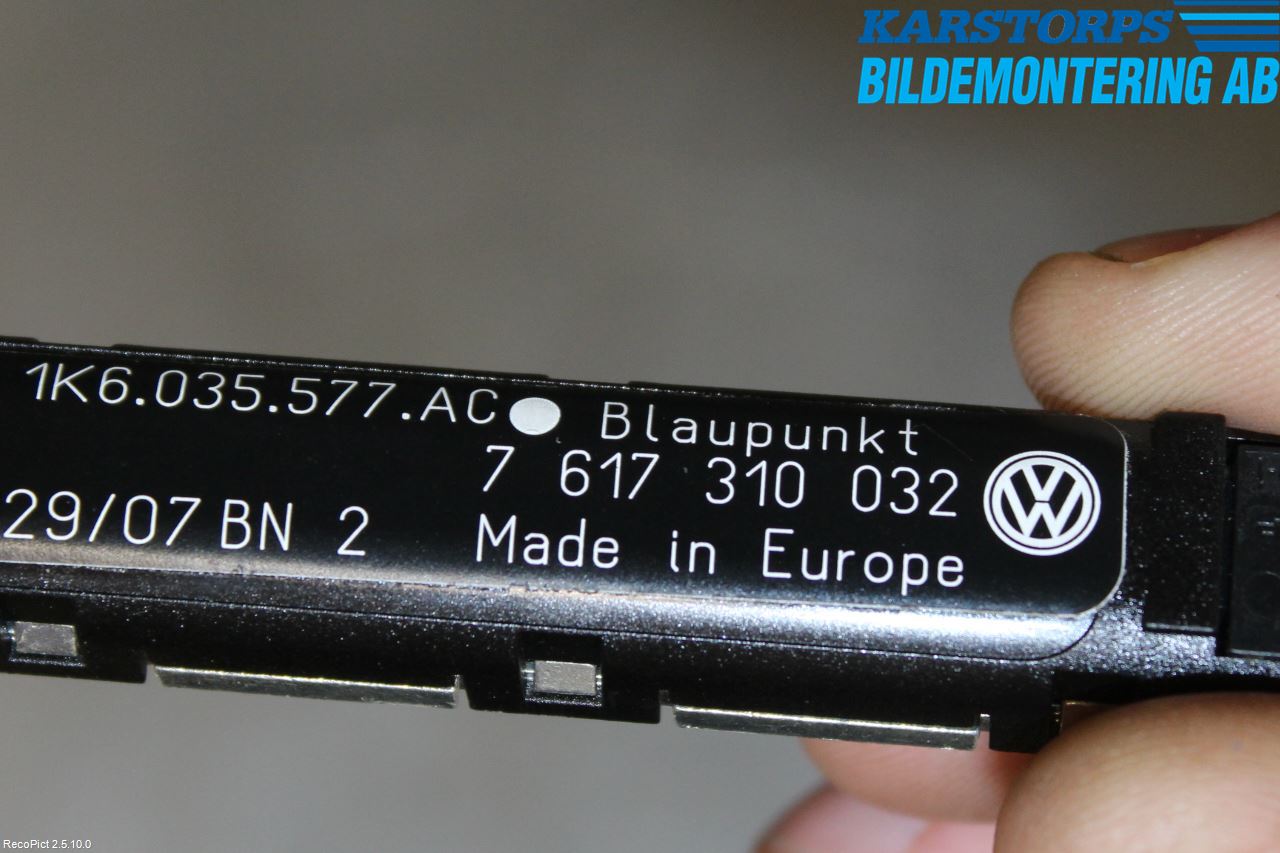 KARSTORPS
BILDEMONTERING AB
1K6.035.577.AC Blaupunkt
7 617 310 032
29/07 BN 2
Made in Europe
RecoPict 2.5.10.0